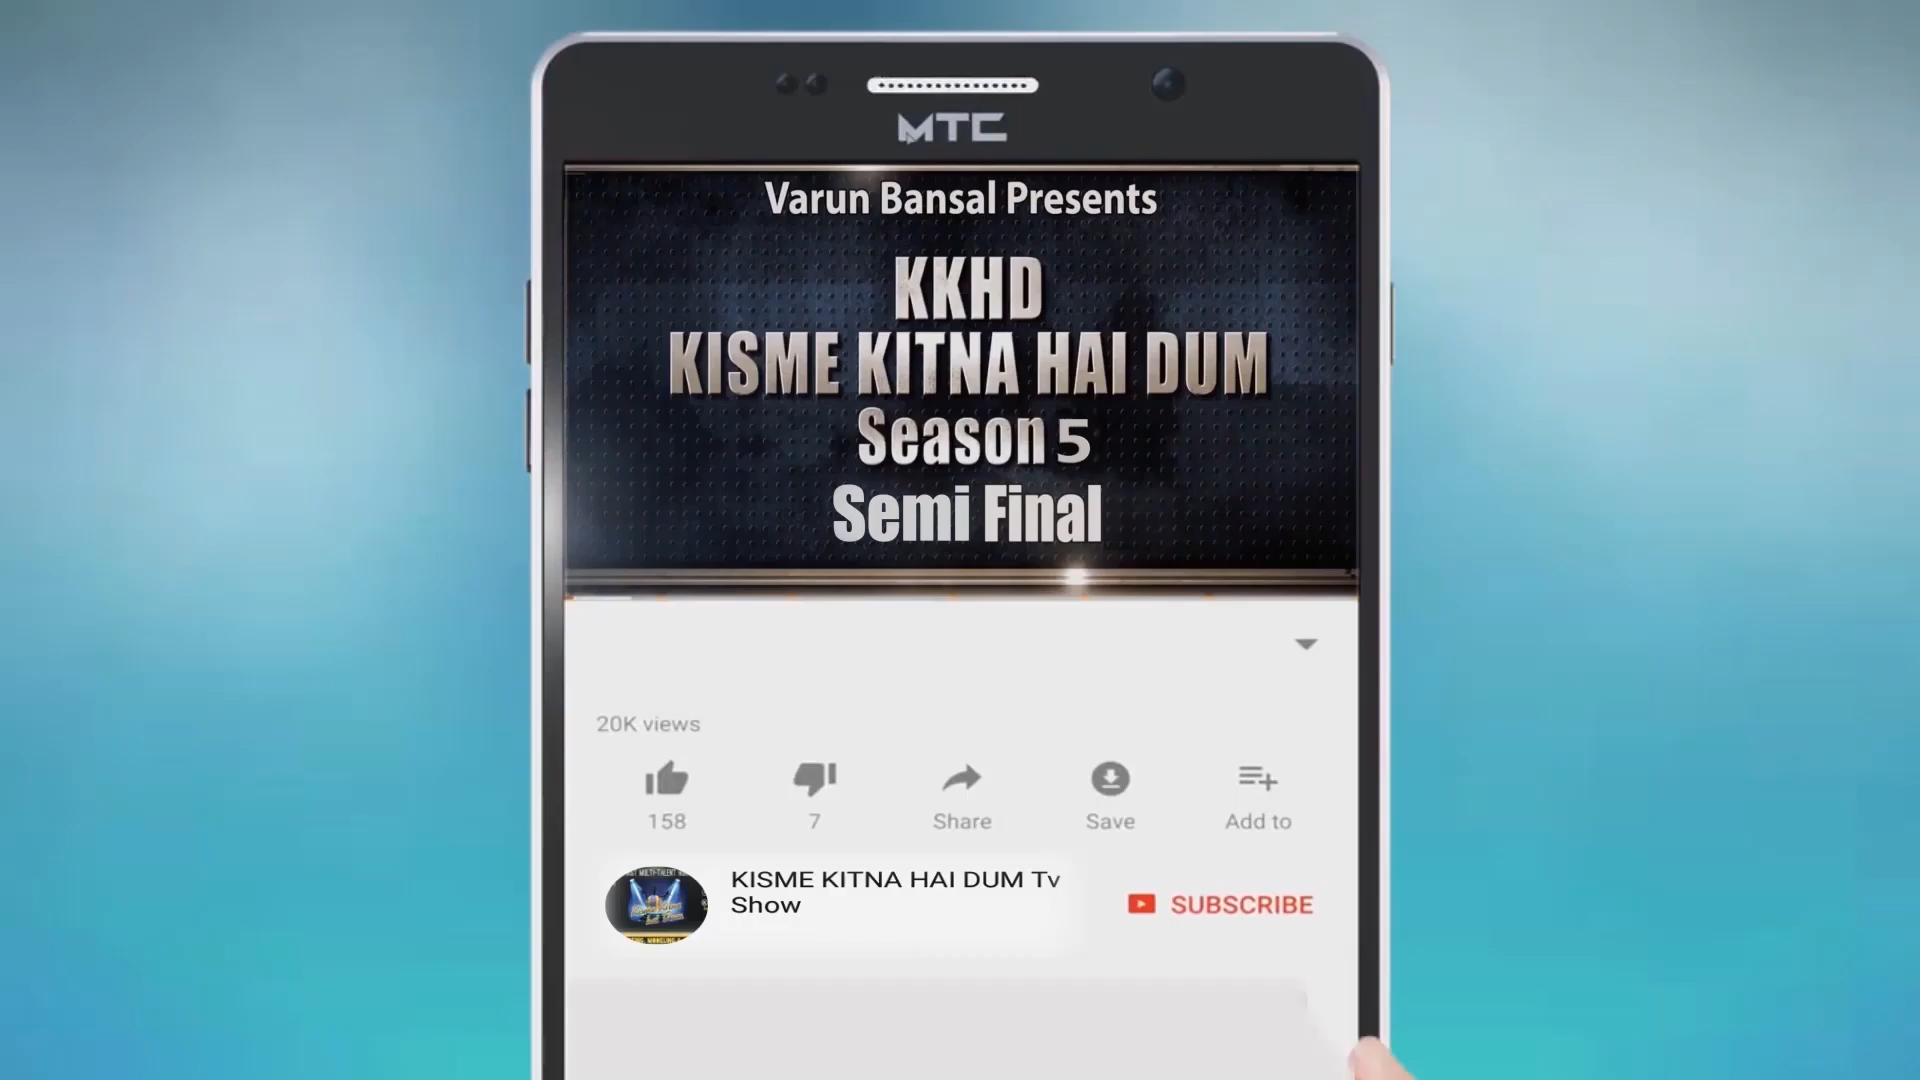 MTC
Varun Bansal Presents
KKHD
KISME KITNA HAI DUM
Season 5
Semi Final
20K views
158
7
Share
Save
Add to
KISME KITNA HAI DUM Tv
Show
SUBSCRIBE